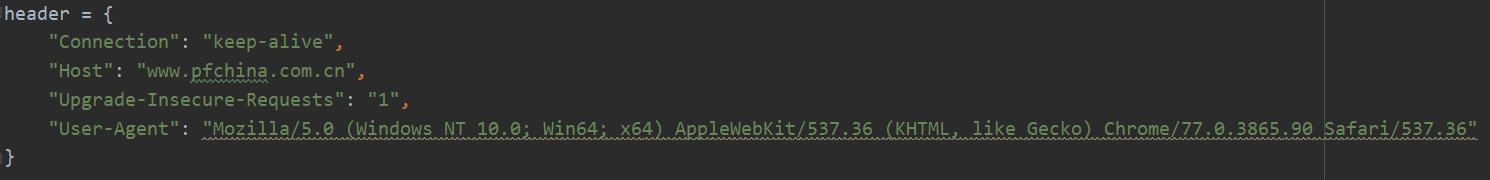 header = {
    "Connection": "keep-alive",
    "Host": "www.pfchina.com.cn",
    "Upgrade-Insecure-Requests": "1",
    "User-Agent": "Mozilla/5.0 (Windows NT 10.0; Win64; x64) AppleWebKit/537.36 (KHTML, like Gecko) Chrome/77.0.3865.90 Safari/537.36"
}